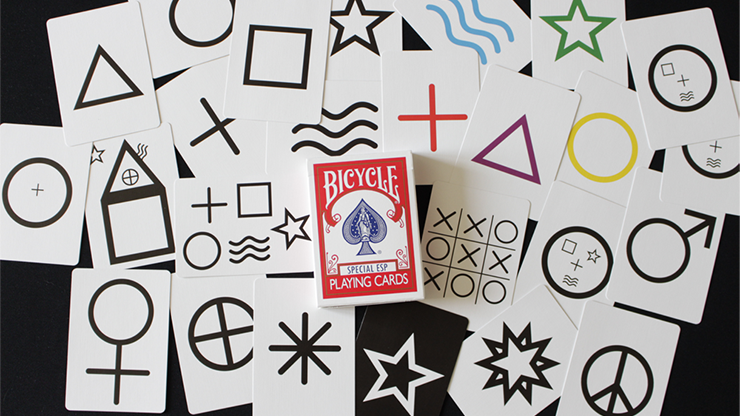 BICYCLE
SPECIAL ESP
PLAYING CARDS
X X O
O X X
X O O